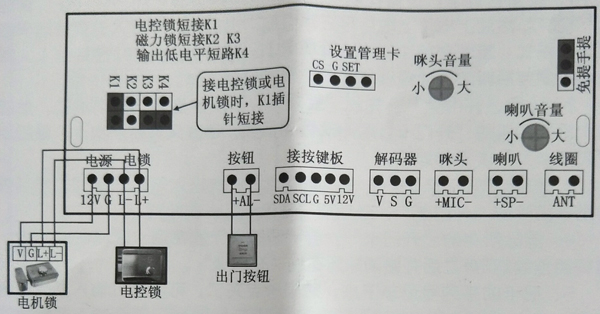 电控锁短接K1
磁力锁短接K2 K3
输出低电平短路K4
K1 K2 K3 K4
接电控锁或电
机锁时，K1插
针短接
设置管理卡
CS G SET
咪头音量
小 大
免提手提
喇叭音量
小 大
电源 电锁
12V G L- L+
按钮
+AL-
接按键板
SDA SCL G 5V 12V
解码器
V S G
咪头
+MIC-
喇叭
+SP-
线圈
ANT
V G L+ L-
电机锁
电控锁
出门按钮